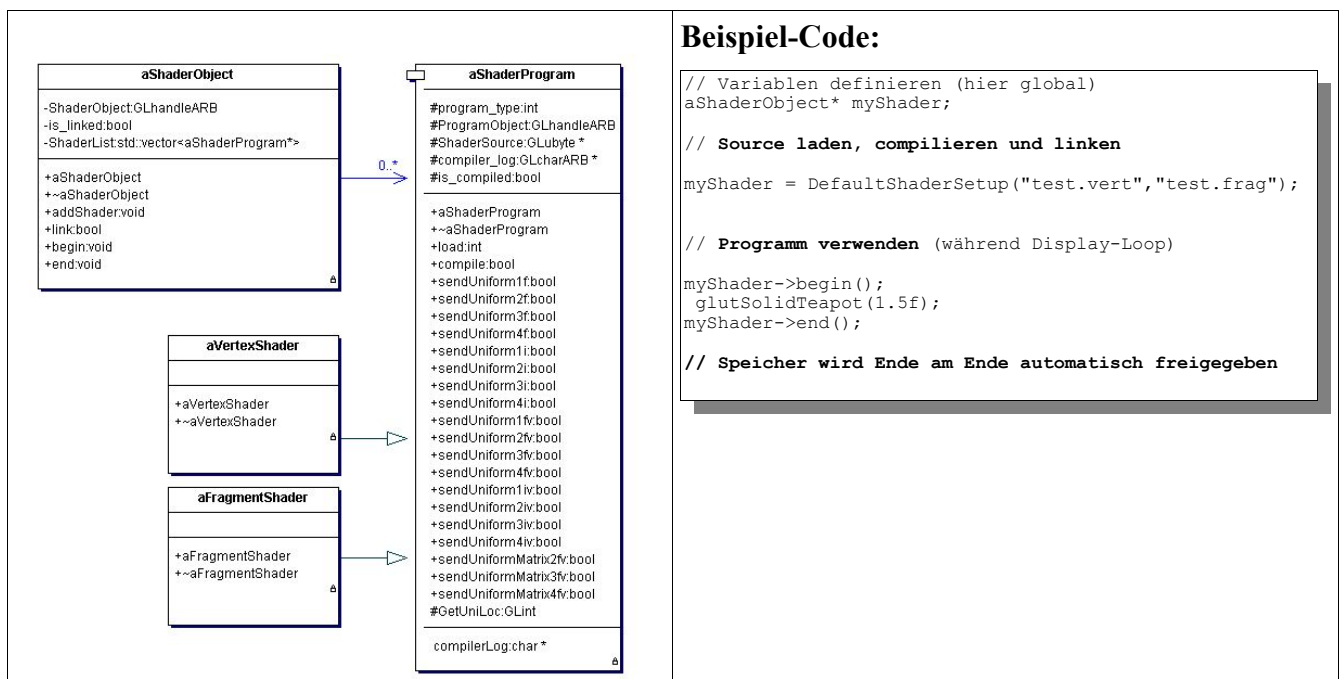 aShaderObject
-ShaderObject:GLhandleARB
-is_linked:bool
-ShaderList:std::vector<aShaderProgram*>
+aShaderObject
+~aShaderObject
+addShader:void
+link:bool
+begin:void
+end:void
0..*
aShaderProgram
#program_type:int
#ProgramObject:GLhandleARB
#ShaderSource:GLubyte *
#compiler_log:GLcharARB *
#is_compiled:bool
+aShaderProgram
+~aShaderProgram
+load:int
+compile:bool
+sendUniform1f:bool
+sendUniform2f:bool
+sendUniform3f:bool
+sendUniform4f:bool
+sendUniform1i:bool
+sendUniform2i:bool
+sendUniform3i:bool
+sendUniform4i:bool
+sendUniform1fv:bool
+sendUniform2fv:bool
+sendUniform3fv:bool
+sendUniform4fv:bool
+sendUniform1iv:bool
+sendUniform2iv:bool
+sendUniform3iv:bool
+sendUniform4iv:bool
+sendUniformMatrix2fv:bool
+sendUniformMatrix3fv:bool
+sendUniformMatrix4fv:bool
#GetUniLoc:GLint
compilerLog:char *
aVertexShader
+aVertexShader
+~aVertexShader
aFragmentShader
+aFragmentShader
+~aFragmentShader
Beispiel-Code:
// Variablen definieren (hier global)
aShaderObject* myShader;
// Source laden, compilieren und linken
myShader = DefaultShaderSetup("test.vert","test.frag");
// Programm verwenden (während Display-Loop)
myShader->begin();
glutSolidTeapot(1.5f);
myShader->end();
// Speicher wird Ende am Ende automatisch freigegeben